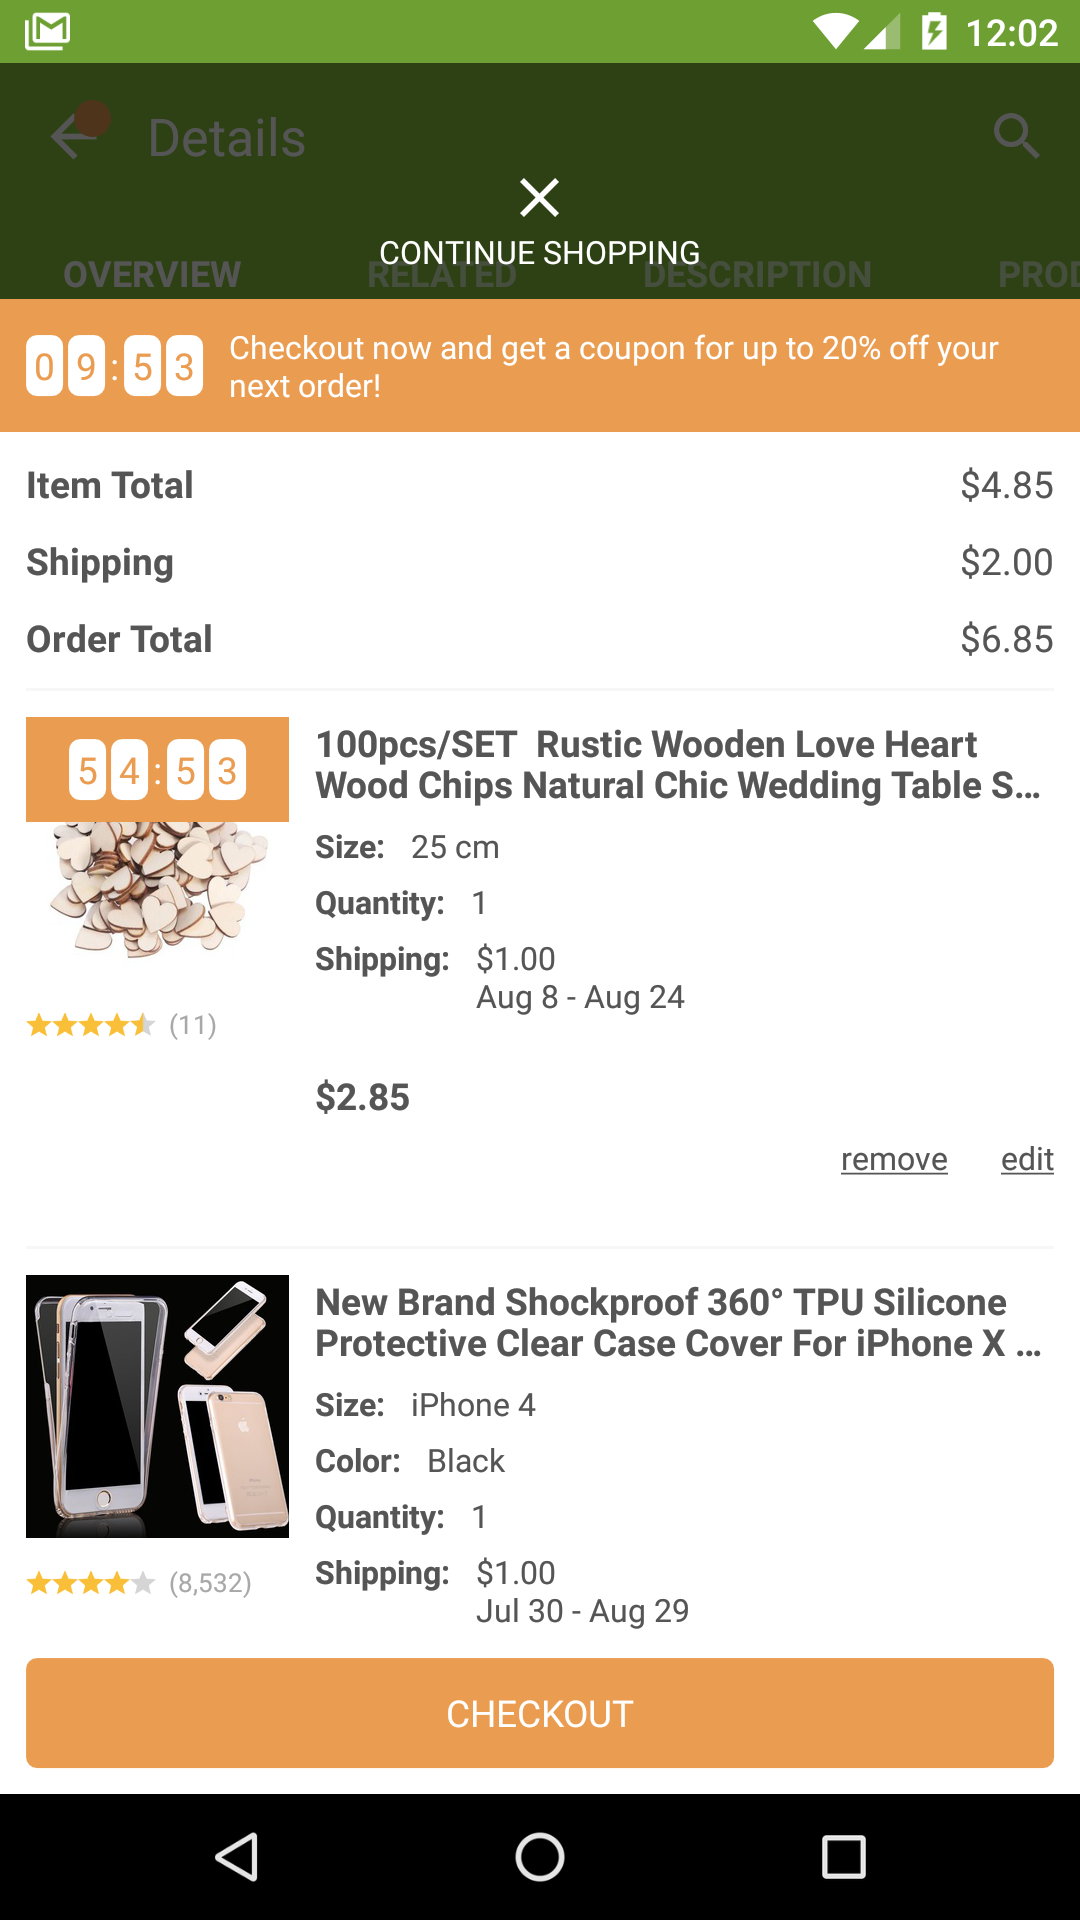 12:02
Details
CONTINUE SHOPPING
OVERVIEW RELATED DESCRIPTION PROD
09:53
Checkout now and get a coupon for up to 20% off your
next order!
Item Total $4.85
Shipping $2.00
Order Total $6.85
54:53
100pcs/SET  Rustic Wooden Love Heart
Wood Chips Natural Chic Wedding Table S...
Size: 25 cm
Quantity: 1
Shipping: $1.00
Aug 8 - Aug 24
(11)
$2.85
remove edit
New Brand Shockproof 360° TPU Silicone
Protective Clear Case Cover For iPhone X ...
Size: iPhone 4
Color: Black
Quantity: 1
Shipping: $1.00
Jul 30 - Aug 29
(8,532)
CHECKOUT